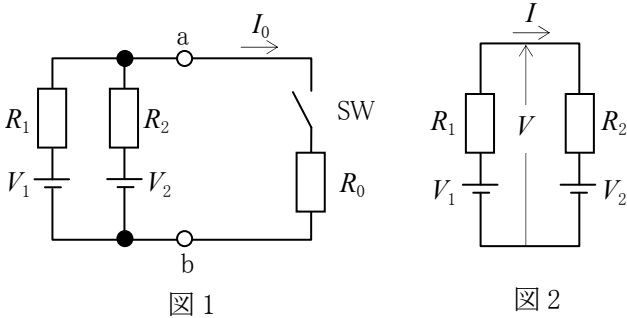 a
I₀
R₁
R₂
SW
V₁
V₂
R₀
b
図 1
I
R₁
V
R₂
V₁
V₂
図 2